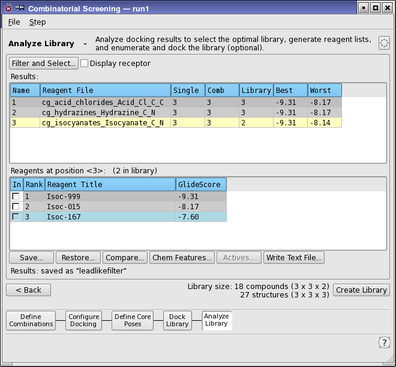 Combinatorial Screening — run1
File Step
Analyze Library - Analyze docking results to select the optimal library, generate reagent lists,
and enumerate and dock the library (optional).
Filter and Select... Display receptor
Results:
Name Reagent File Single Comb Library Best Worst
1 cg_acid_chlorides_Acid_Cl_C_C 3 3 3 -9.31 -8.17
2 cg_hydrazines_Hydrazine_C_N 3 3 3 -9.31 -8.17
3 cg_isocyanates_Isocyanate_C_N 3 3 2 -9.31 -8.14
Reagents at position <3>: (2 in library)
In Rank Reagent Title GlideScore
1 Isoc-999 -9.31
2 Isoc-015 -8.17
3 Isoc-167 -7.60
Save... Restore... Compare... Chem Features... Actives... Write Text File...
Results: saved as "leadlikefilter"
< Back Library size: 18 compounds (3 x 3 x 2) Create Library
27 structures (3 x 3 x 3)
Define Combinations
Configure Docking
Define Core Poses
Dock Library
Analyze Library
?